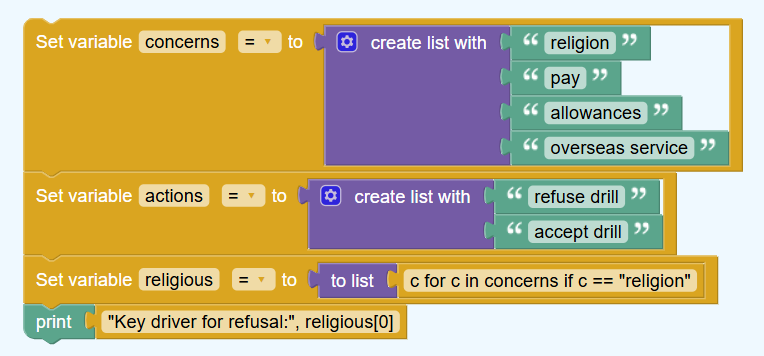 Set variable concerns = to create list with “ religion ”
“ pay ”
“ allowances ”
“ overseas service ”
Set variable actions = to create list with “ refuse drill ”
“ accept drill ”
Set variable religious = to to list c for c in concerns if c == "religion"
print "Key driver for refusal:", religious[0]